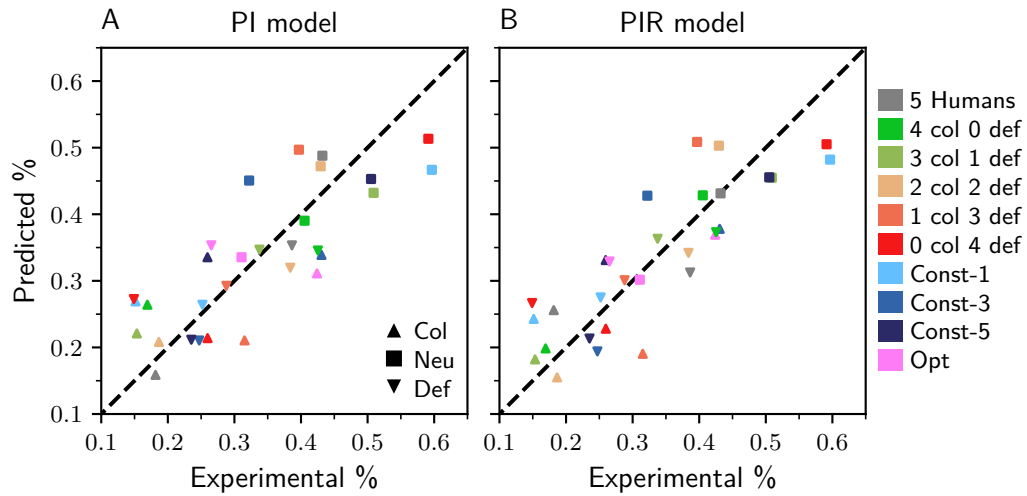 A
PI model
B
PIR model
Predicted %
0.6
0.5
0.4
0.3
0.2
0.1
Col
Neu
Def
5 Humans
4 col 0 def
3 col 1 def
2 col 2 def
1 col 3 def
0 col 4 def
Const-1
Const-3
Const-5
Opt
0.1 0.2 0.3 0.4 0.5 0.6
0.1 0.2 0.3 0.4 0.5 0.6
Experimental %
Experimental %